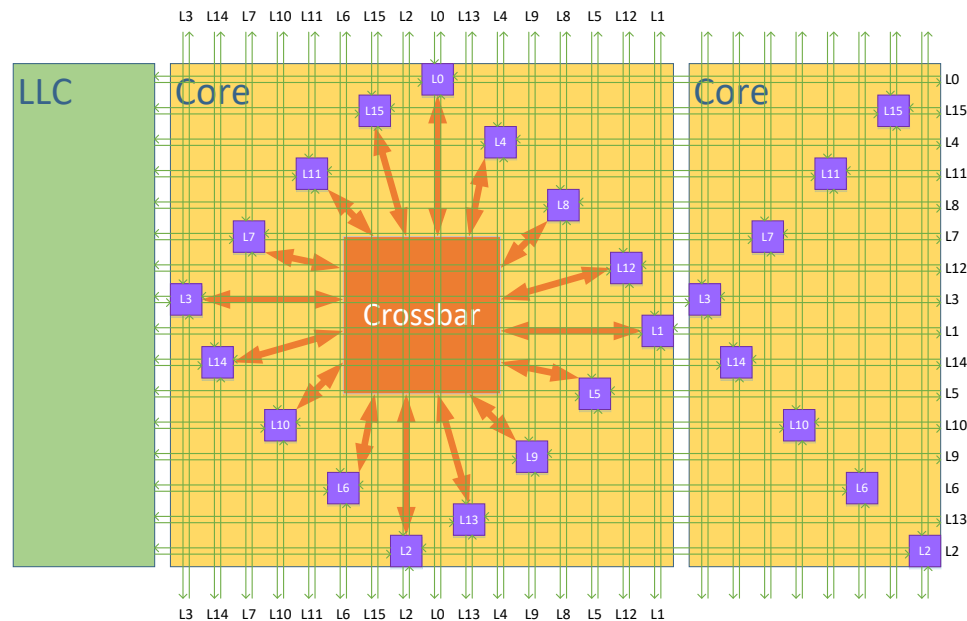 L3 L14 L7 L10 L11 L6 L15 L2 L0 L13 L4 L9 L8 L5 L12 L1
LLC Core L0 Core L0
L15 L15 L15
L4 L4
L11 L11 L11
L8 L8
L7 L7 L7
L12 L12
L3 Crossbar L3 L3
L1 L1
L14 L14 L14
L5 L5
L10 L10 L10
L9 L9
L6 L6 L6
L13 L13
L2 L2 L2
L3 L14 L7 L10 L11 L6 L15 L2 L0 L13 L4 L9 L8 L5 L12 L1